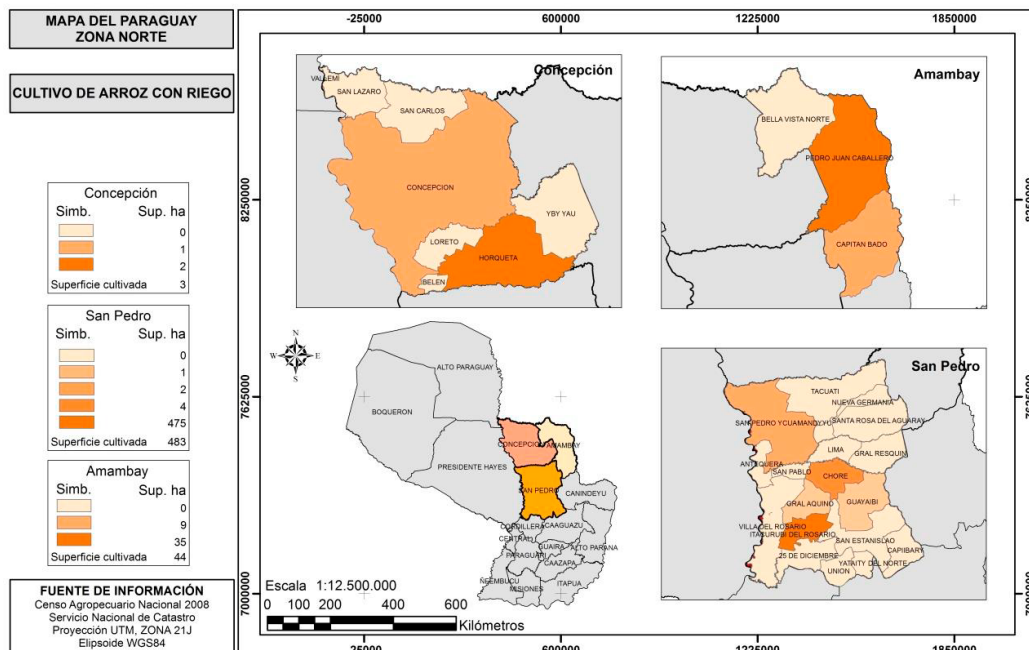 MAPA DEL PARAGUAY
ZONA NORTE
CULTIVO DE ARROZ CON RIEGO
Concepción
Simb. Sup. ha
0
1
2
Superficie cultivada 3
San Pedro
Simb. Sup. ha
0
1
2
4
475
Superficie cultivada 483
Amambay
Simb. Sup. ha
0
9
35
Superficie cultivada 44
FUENTE DE INFORMACIÓN
Censo Agropecuario Nacional 2008
Servicio Nacional de Catastro
Proyección UTM, ZONA 21J
Elipsoide WGS84
-25000 600000 1225000 1850000
8250000
7625000
7000000
Concepción
VALLEMI
SAN LAZARO
SAN CARLOS
CONCEPCION
YBY YAU
LORETO
HORQUETA
BELEN
Amambay
BELLA VISTA NORTE
PEDRO JUAN CABALLERO
CAPITAN BADO
8250000
7625000
7000000
N
W E
S
ALTO PARAGUAY
BOQUERON
CONCEPCION
AMAMBAY
PRESIDENTE HAYES
SAN PEDRO
CANINDEYU
CORDILLERA
CAAGUAZU
CENTRAL
GUAIRA
ALTO PARANA
PARAGUARI
CAAZAPA
ÑEEMBUCU
MISIONES
ITAPUA
Escala 1:12.500.000
0 50 100 200 400 600
Kilómetros
San Pedro
TACUATI
NUEVA GERMANIA
SAN PEDRO YCUAMANDYYU
SANTA ROSA DEL AGUARAY
LIMA
GRAL RESQUIN
ANTEQUERA
SAN PABLO
CHORE
GRAL AQUINO
GUAYAIBI
VILLA DEL ROSARIO
ITACURUBI DEL ROSARIO
SAN ESTANISLAO
CAPIIBARY
25 DE DICIEMBRE
YATAITY DEL NORTE
UNION
-25000 600000 1225000 1850000